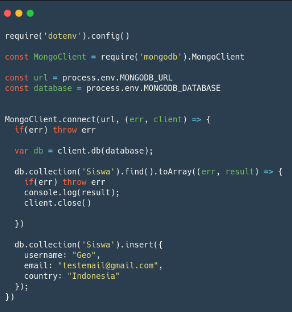 require('dotenv').config()
const MongoClient = require('mongodb').MongoClient
const url = process.env.MONGODB_URL
const database = process.env.MONGODB_DATABASE
MongoClient.connect(url, (err, client) => {
  if(err) throw err
  var db = client.db(database);
  db.collection('Siswa').find().toArray((err, result) => {
    if(err) throw err
    console.log(result);
    client.close()
  })
  db.collection('Siswa').insert({
    username: "Geo",
    email: "testemail@gmail.com",
    country: "Indonesia"
  });
})